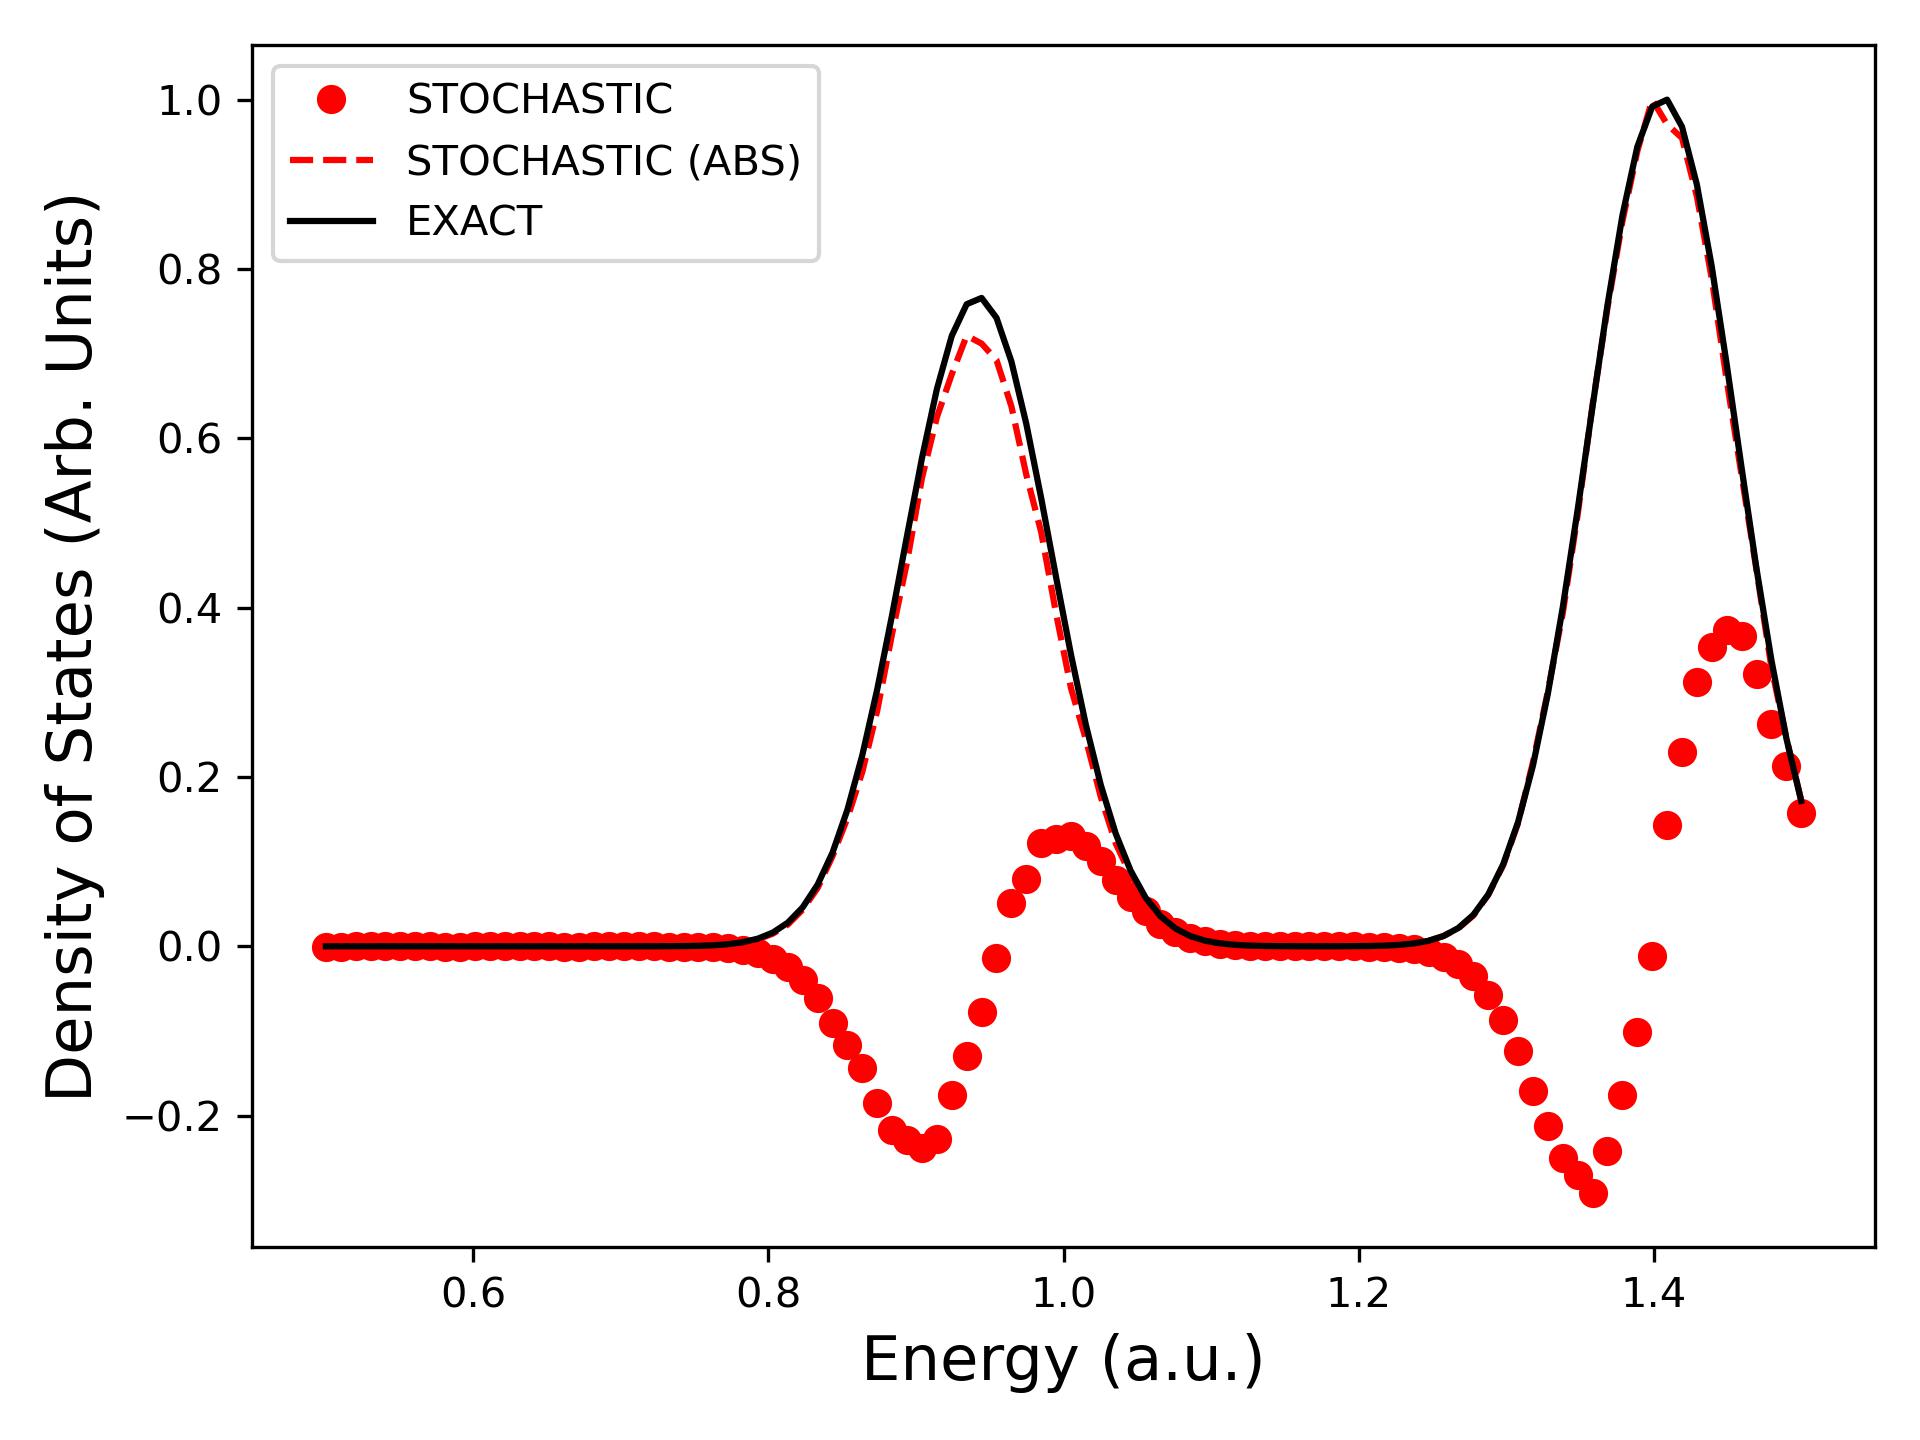 STOCHASTIC
STOCHASTIC (ABS)
EXACT
Density of States (Arb. Units)
1.0
0.8
0.6
0.4
0.2
0.0
−0.2
0.6 0.8 1.0 1.2 1.4
Energy (a.u.)